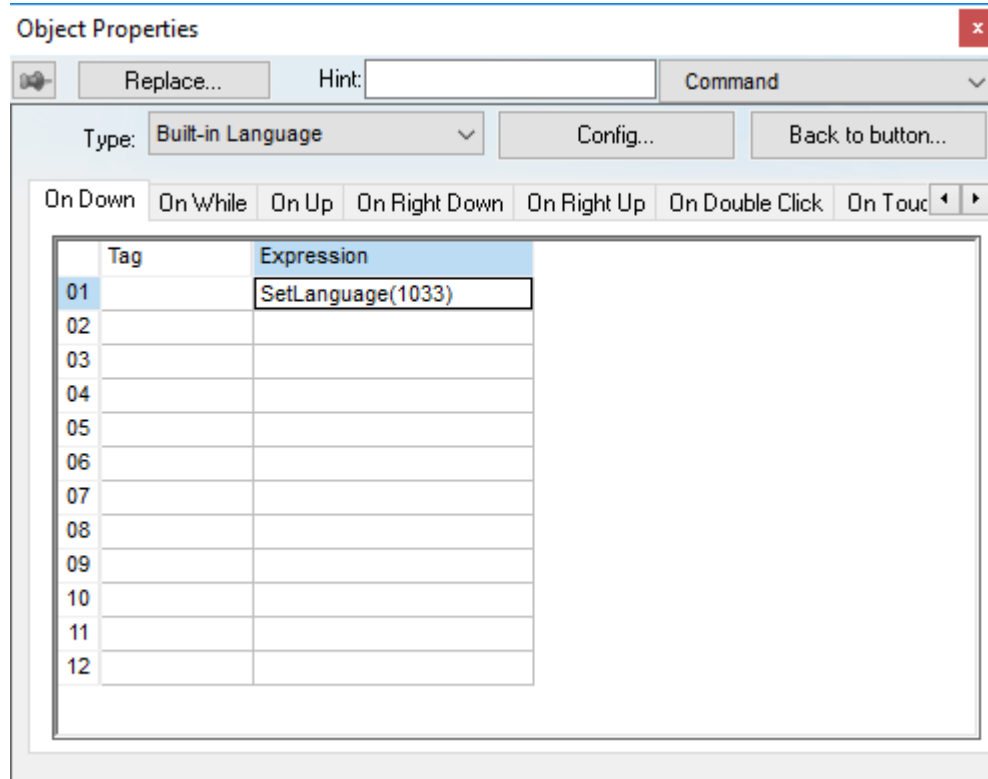 Object Properties
x
Replace... Hint: Command
Type: Built-in Language Config... Back to button...
On Down On While On Up On Right Down On Right Up On Double Click On Touc
Tag Expression
01 SetLanguage(1033)
02
03
04
05
06
07
08
09
10
11
12